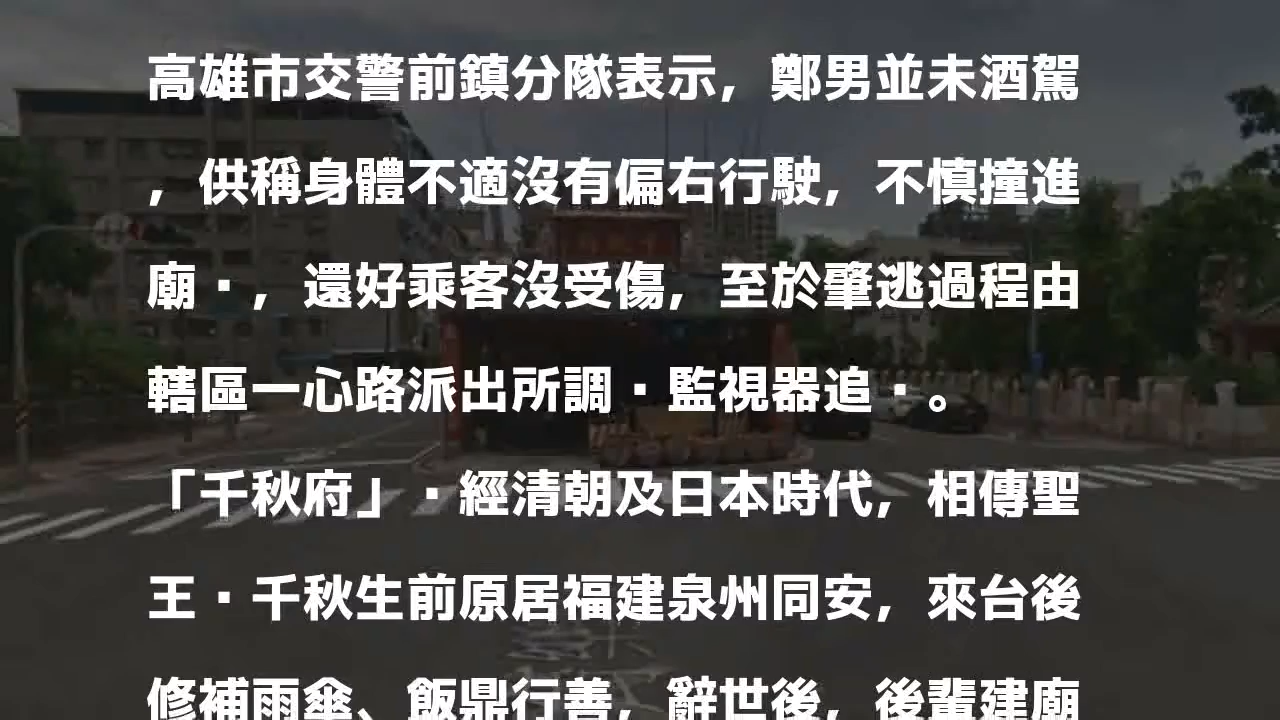 高雄市交警前鎮分隊表示，鄭男並未酒駕
，供稱身體不適沒有偏右行駛，不慎撞進
廟·，還好乘客沒受傷，至於肇逃過程由
轄區一心路派出所調·監視器追·。
「千秋府」·經清朝及日本時代，相傳聖
王·千秋生前原居福建泉州同安，來台後
修補雨傘、飯鼎行善，辭世後，後輩建廟